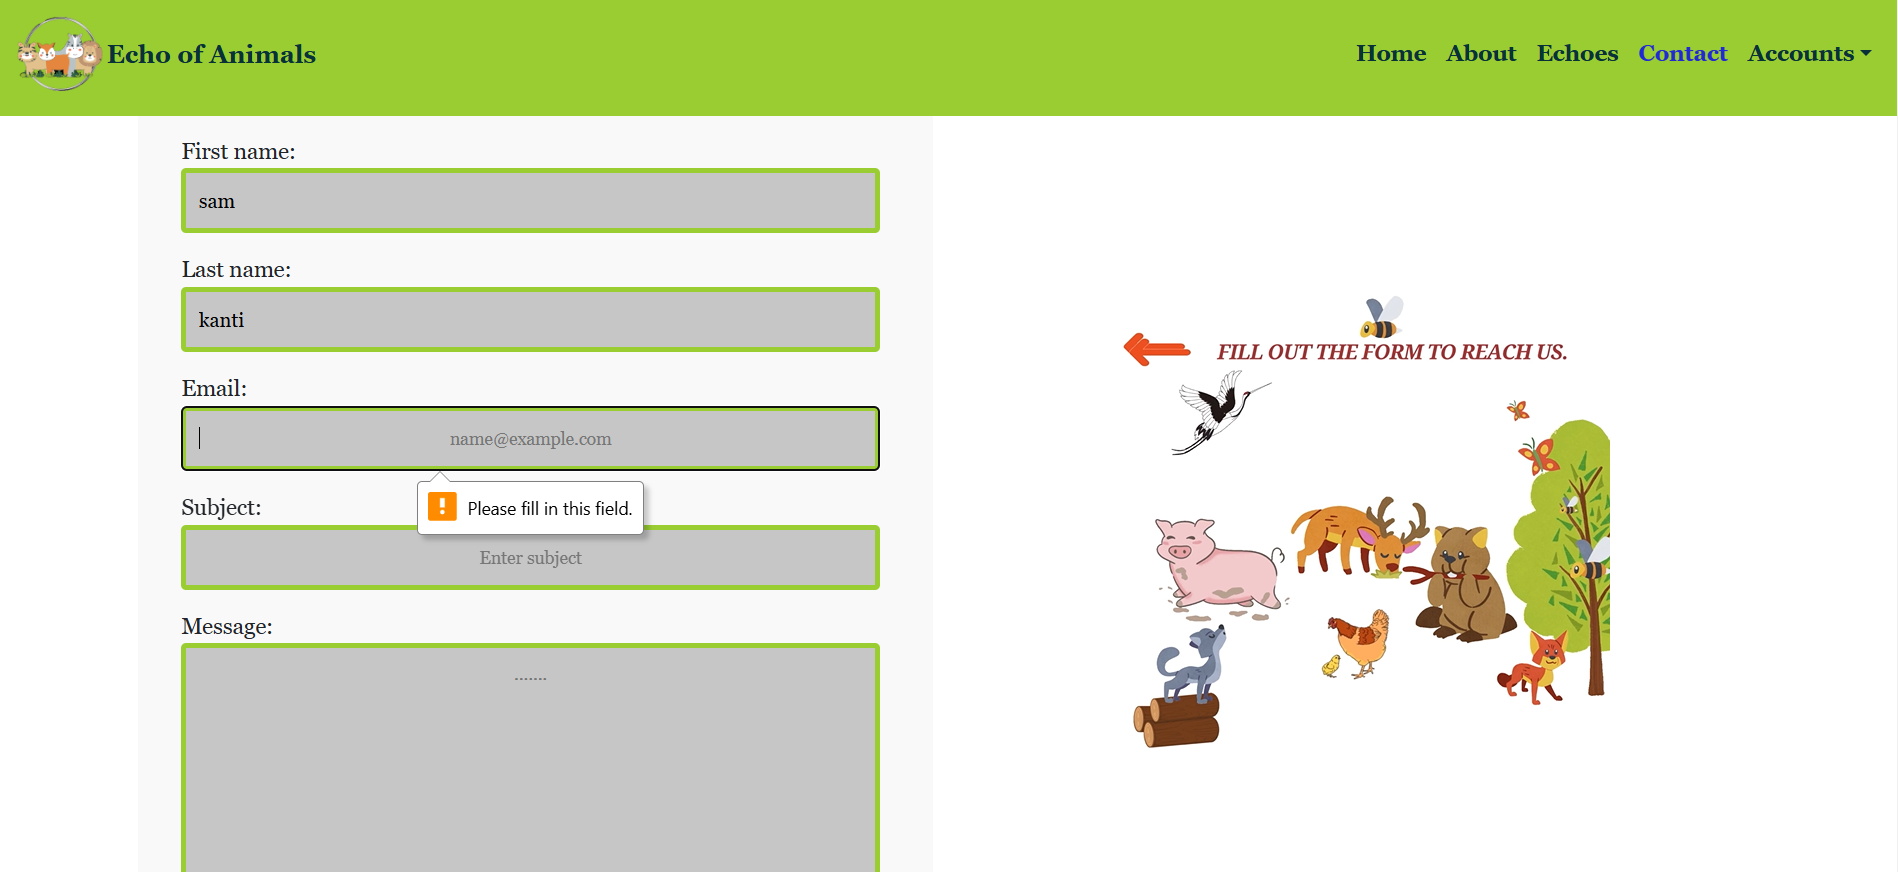 Echo of Animals
Home About Echoes Contact Accounts
First name:
sam
Last name:
kanti
Email:
name@example.com
Please fill in this field.
Subject:
Enter subject
Message:
.......
FILL OUT THE FORM TO REACH US.